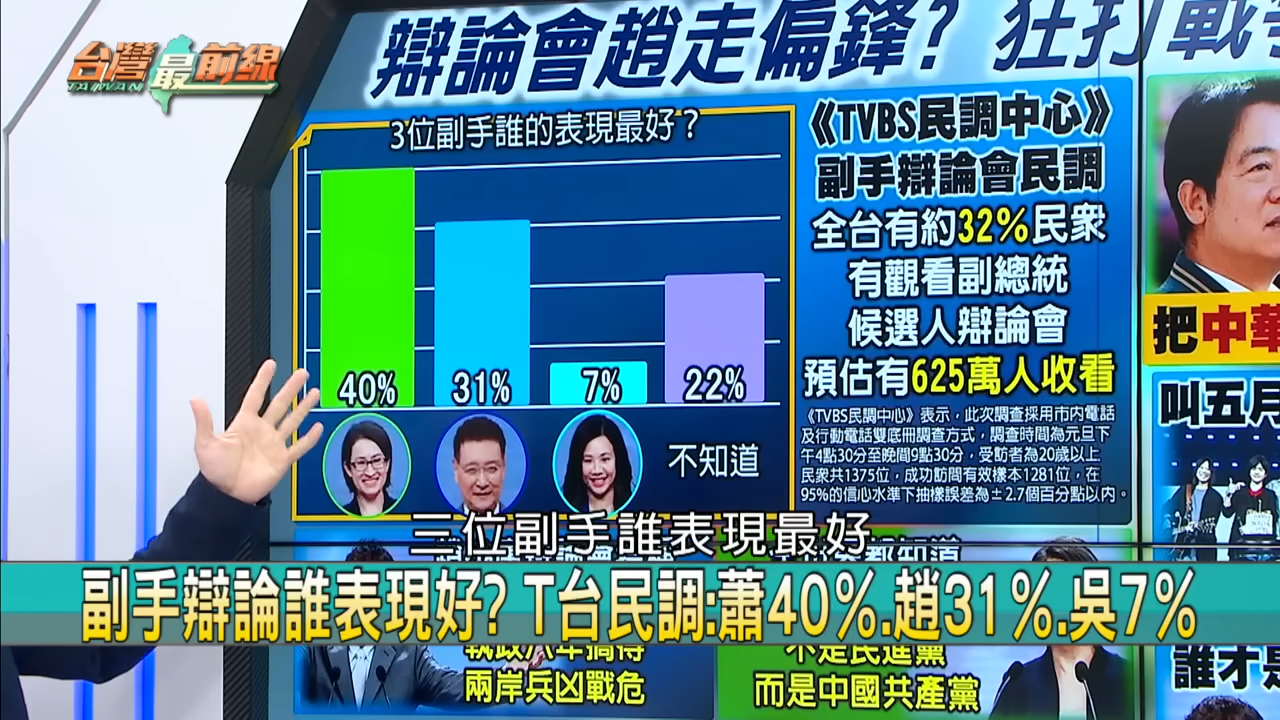 台灣最前線
TAIWAN
辯論會趙走偏鋒?狂打戰
3位副手誰的表現最好?
40%
31%
7%
22%
不知道
《TVBS民調中心》
副手辯論會民調
全台有約32%民眾
有觀看副總統
候選人辯論會
預估有625萬人收看
《TVBS民調中心》表示,此次調查採用市內電話
及行動電話雙底冊調查方式,調查時間為元旦下
午4點30分至晚間9點30分,受訪者為20歲以上
民眾共1375位,成功訪問有效樣本1281位,在
95%的信心水準下抽樣誤差為±2.7個百分點以內。
把中華
叫五月
三位副手誰表現最好
副手辯論誰表現好? T台民調:蕭40%.趙31%.吳7%
執政八年搞得
兩岸兵凶戰危
不是民進黨
而是中國共產黨
誰才是